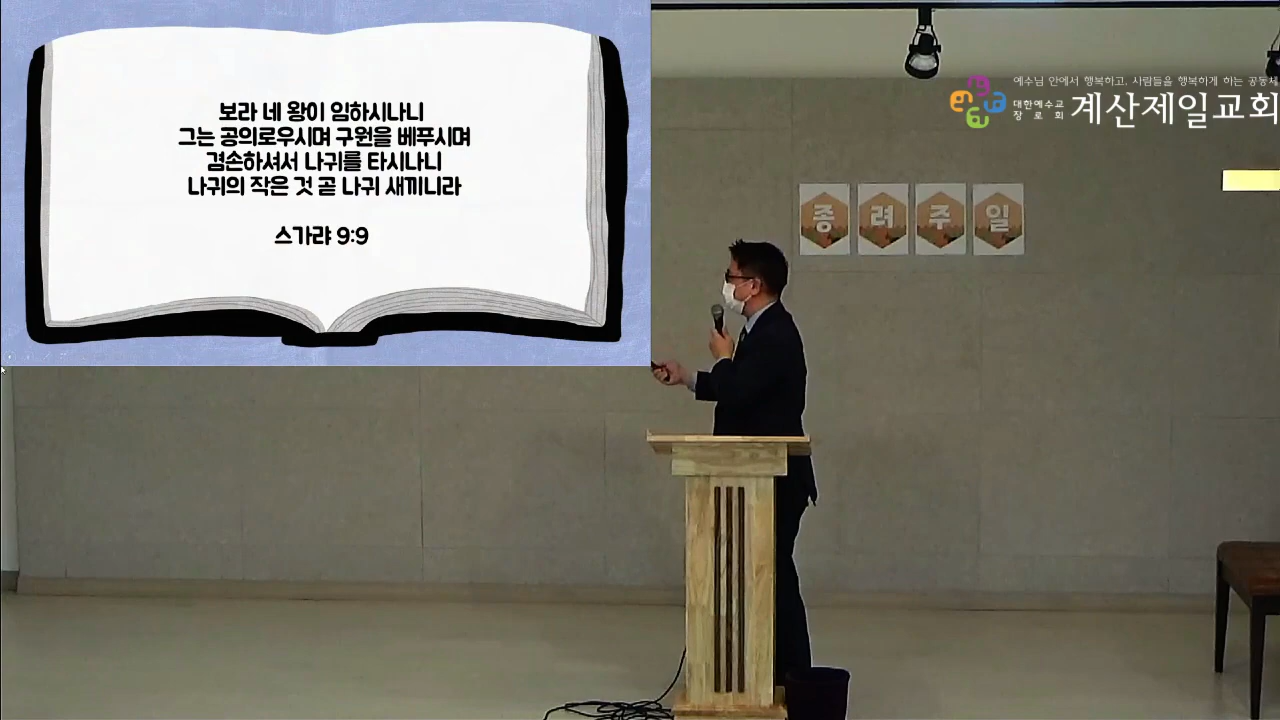 보라 네 왕이 임하시나니
그는 공의로우시며 구원을 베푸시며
겸손하셔서 나귀를 타시나니
나귀의 작은 것 곧 나귀 새끼니라
스가랴 9:9
예수님 안에서 행복하고, 사람들을 행복하게 하는 공동체
대한예수교
장로회
계산제일교회
종려주일